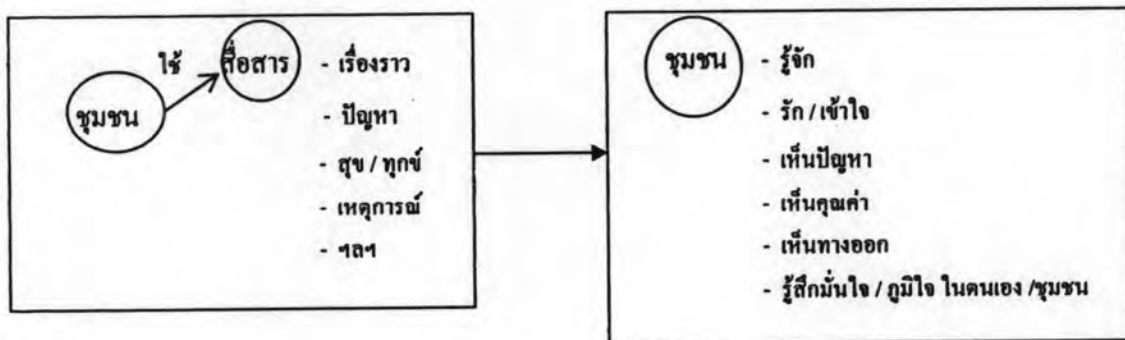 ใช้ สื่อสาร - เรื่องราว
ชุมชน - ปัญหา
- สุข / ทุกข์
- เหตุการณ์
- ฯลฯ
ชุมชน - รู้จัก
- รัก / เข้าใจ
- เห็นปัญหา
- เห็นคุณค่า
- เห็นทางออก
- รู้สึกมั่นใจ / ภูมิใจ ในตนเอง /ชุมชน